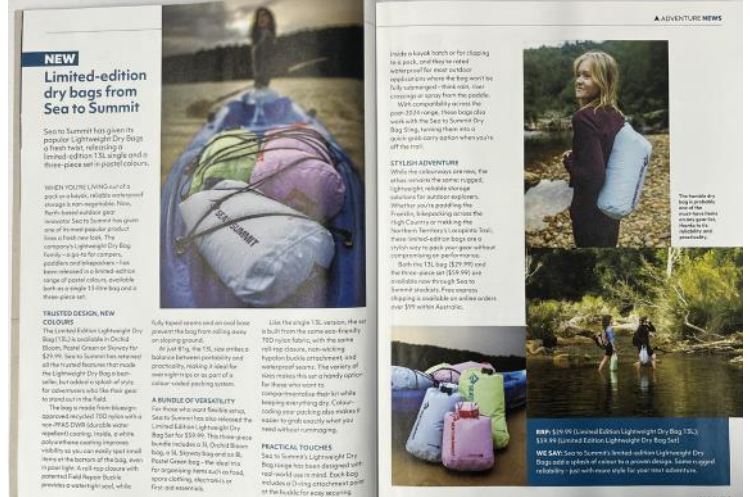 NEW
Limited-edition
dry bags from
Sea to Summit
Sea to Summit has given its
popular Lightweight Dry Bags
a fresh twist, releasing a
limited-edition 13L single and a
three-piece set in pastel colours.
WHEN YOU'RE LIVING out of a
pack or a kayak, reliable waterproof
storage is non-negotiable. Now,
Perth-based outdoor gear
innovator Sea to Summit has given
one of its most popular product
lines a fresh new look. The
company's Lightweight Dry Bag
family – a go-to for campers,
paddlers and bikepackers – has
been released in a limited-edition
range of pastel colours, available
both as a single 13-litre bag and a
three-piece set.
TRUSTED DESIGN, NEW
COLOURS
The Limited Edition Lightweight Dry
Bag (13L) is available in Orchid
Bloom, Pastel Green or Skyway for
$29.99. Sea to Summit has retained
all the trusted features that made
the Lightweight Dry Bag a best-
seller, but added a splash of style
for adventurers who like their gear
to stand out in the field.
The bag is made from bluesign-
approved recycled 75D nylon with a
non-PFAS DWR (durable water
repellent) coating. Inside, a white
polyurethane coating improves
visibility so you can easily spot small
items at the bottom of the bag, even
in poor light. A roll-top closure with
patented Field Repair Buckle
provides a watertight seal, while
fully taped seams and an oval base
prevent the bag from rolling away
on sloping ground.
At just 81g, the 13L size strikes a
balance between portability and
practicality, making it ideal for
overnight trips or as part of a
colour-coded packing system.
A BUNDLE OF VERSATILITY
For those who want flexible setup,
Sea to Summit has also released the
Limited Edition Lightweight Dry
Bag Set for $59.99. This three-piece
bundle includes a 3L Orchid Bloom
bag, a 5L Skyway bag and an 8L
Pastel Green bag – the ideal trio
for organising items such as food,
spare clothing, electronics or
first-aid essentials.
Like the single 13L version, the set
is built from the same eco-friendly
75D nylon fabric, with the same
roll-top closure, non-wicking
hypalon buckle attachment, and
waterproof seams. The variety of
sizes makes this set a handy option
for those who want to
compartmentalise their kit while
keeping everything dry. Colour-
coding your packing also makes it
easier to grab exactly what you
need without rummaging.
PRACTICAL TOUCHES
Sea to Summit's Lightweight Dry
Bag range has been designed with
real-world use in mind. Each bag
includes a D-ring attachment point
at the buckle for easy securing
SEA TO SUMMIT
ADVENTURE NEWS
inside a kayak hatch or for clipping
to a pack, and they're rated
waterproof for most outdoor
applications where the bag won't be
fully submerged – think rain, river
crossings or spray from the paddle.
With compatibility across the
post-2024 range, these bags also
work with the Sea to Summit Dry
Bag Sling, turning them into a
quick-grab carry option when you're
off the trail.
STYLISH ADVENTURE
While the colourways are new, the
ethos remains the same: rugged,
lightweight, reliable storage
solutions for outdoor explorers.
Whether you're paddling the
Franklin, bikepacking across the
High Country or trekking the
Northern Territory's Larapinta Trail,
these limited-edition bags are a
stylish way to pack your gear without
compromising on performance.
Both the 13L bag ($29.99) and
the three-piece set ($59.99) are
available now through Sea to
Summit stockists. Free express
shipping is available on online orders
over $99 within Australia.
The humble dry
bag is probably
one of the
must-have items
on any gear list,
thanks to its
reliability and
practicality.
RRP: $29.99 (Limited Edition Lightweight Dry Bag 13L);
$59.99 (Limited Edition Lightweight Dry Bag Set)
WE SAY: Sea to Summit's limited-edition Lightweight Dry
Bags add a splash of colour to a proven design. Same rugged
reliability – just with more style for your next adventure.